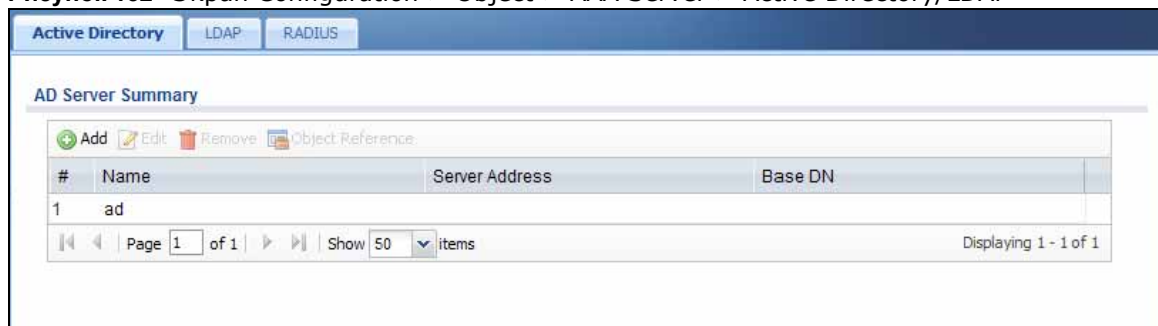 Active Directory LDAP RADIUS
AD Server Summary
Add Edit Remove Object Reference
# Name Server Address Base DN
1 ad
Page 1 of 1 Show 50 items Displaying 1 - 1 of 1